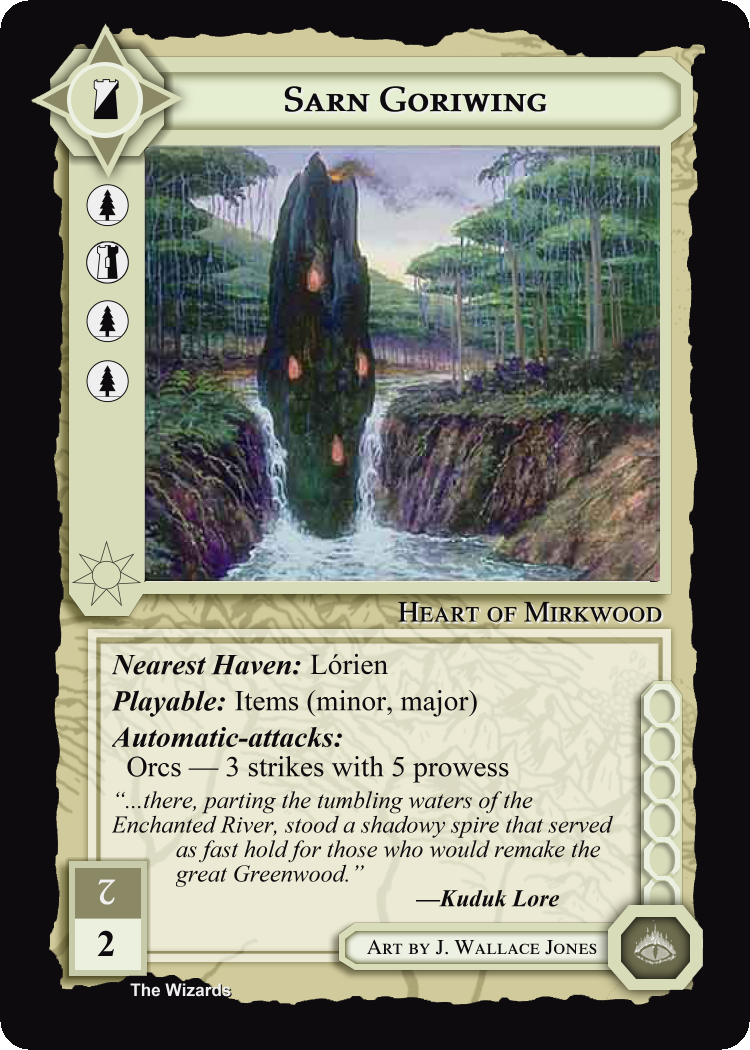 Sarn Goriwing
Heart of Mirkwood
Nearest Haven: Lórien
Playable: Items (minor, major)
Automatic-attacks:
Orcs — 3 strikes with 5 prowess
“...there, parting the tumbling waters of the
Enchanted River, stood a shadowy spire that served
as fast hold for those who would remake the
great Greenwood.”
—Kuduk Lore
2
Art by J. Wallace Jones
The Wizards